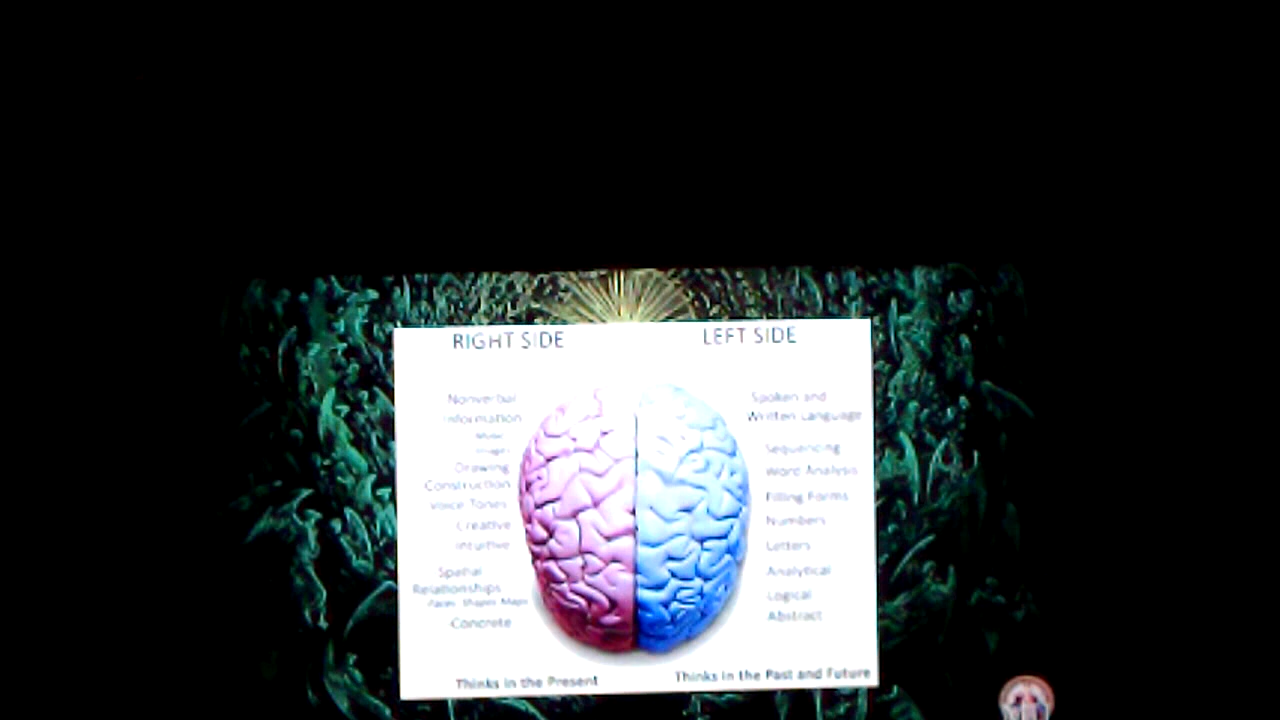 RIGHT SIDE
Nonverbal
Information
Music
Images
Drawing
Construction
Voice Tones
Creative
Intuitive
Spatial
Relationships
Faces, Shapes, Maps
Concrete
Thinks in the Present
LEFT SIDE
Spoken and
Written Language
Sequencing
Word Analysis
Filling Forms
Numbers
Letters
Analytical
Logical
Abstract
Thinks in the Past and Future